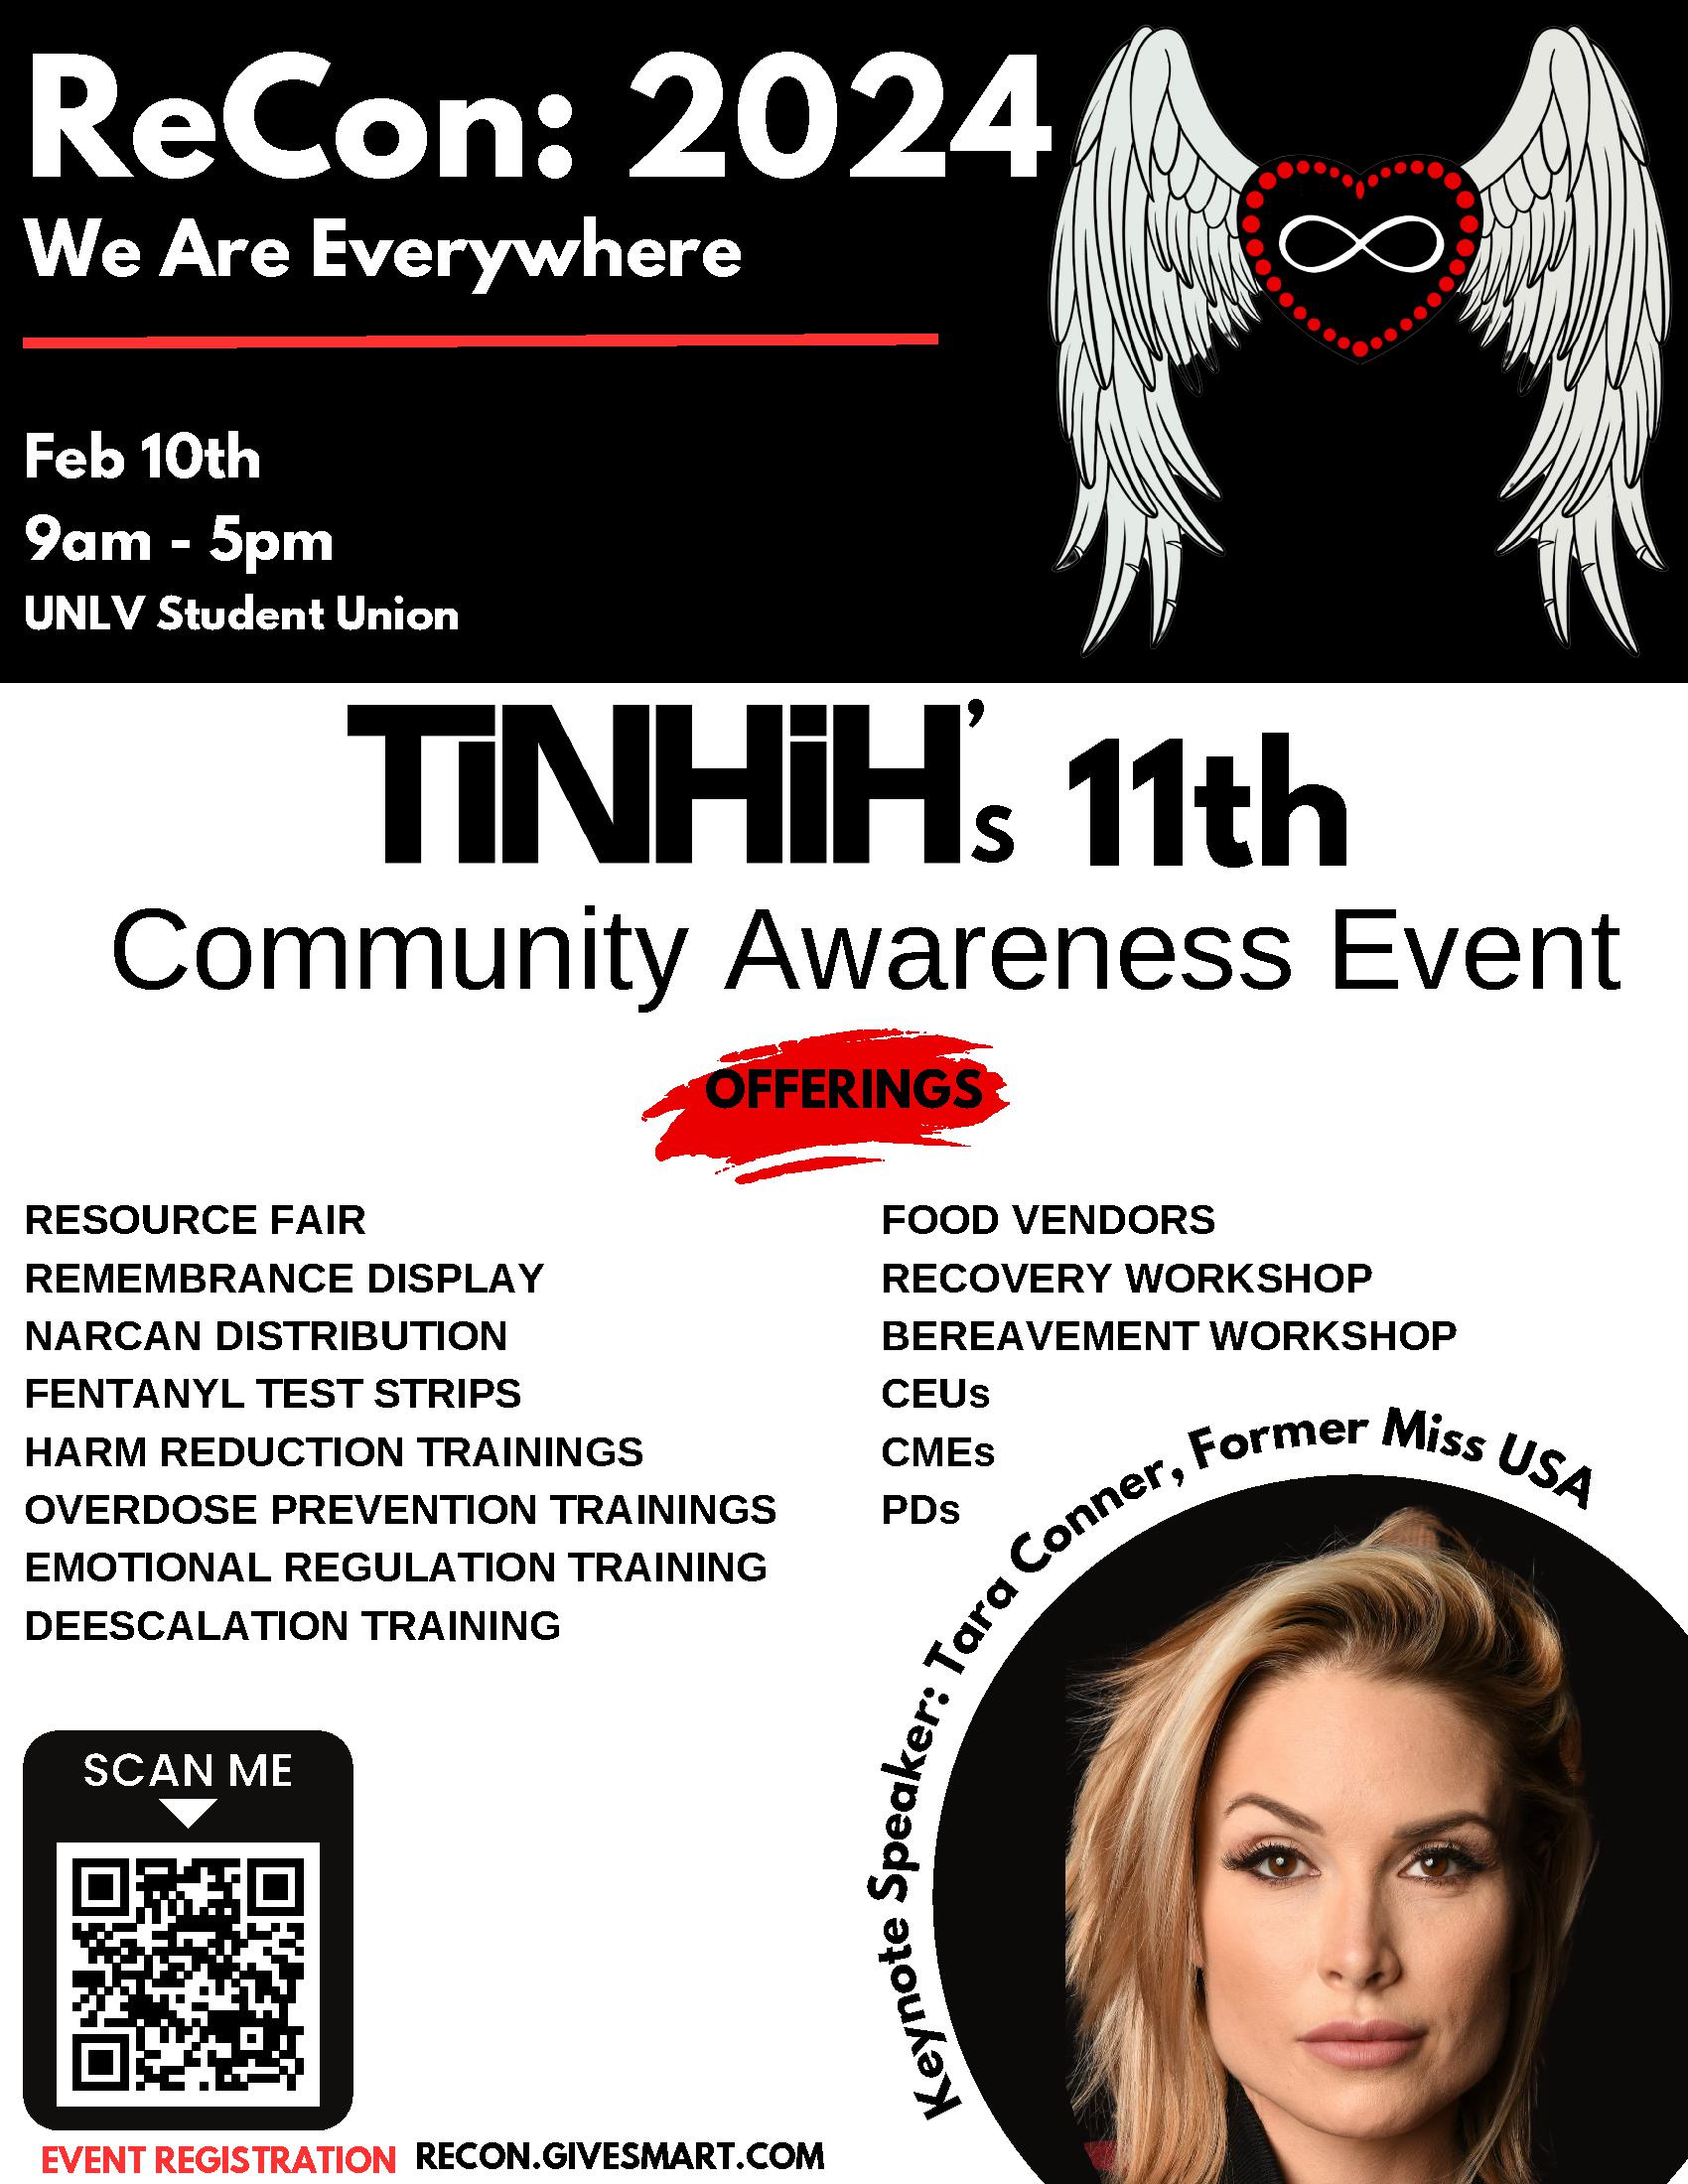 ReCon: 2024
We Are Everywhere
Feb 10th
9am - 5pm
UNLV Student Union
TiNHiH's 11th
Community Awareness Event
OFFERINGS
RESOURCE FAIR
REMEMBRANCE DISPLAY
NARCAN DISTRIBUTION
FENTANYL TEST STRIPS
HARM REDUCTION TRAININGS
OVERDOSE PREVENTION TRAININGS
EMOTIONAL REGULATION TRAINING
DEESCALATION TRAINING
FOOD VENDORS
RECOVERY WORKSHOP
BEREAVEMENT WORKSHOP
CEUs
CMEs
PDs
Keynote Speaker: Tara Conner, Former Miss USA
SCAN ME
EVENT REGISTRATION RECON.GIVESMART.COM